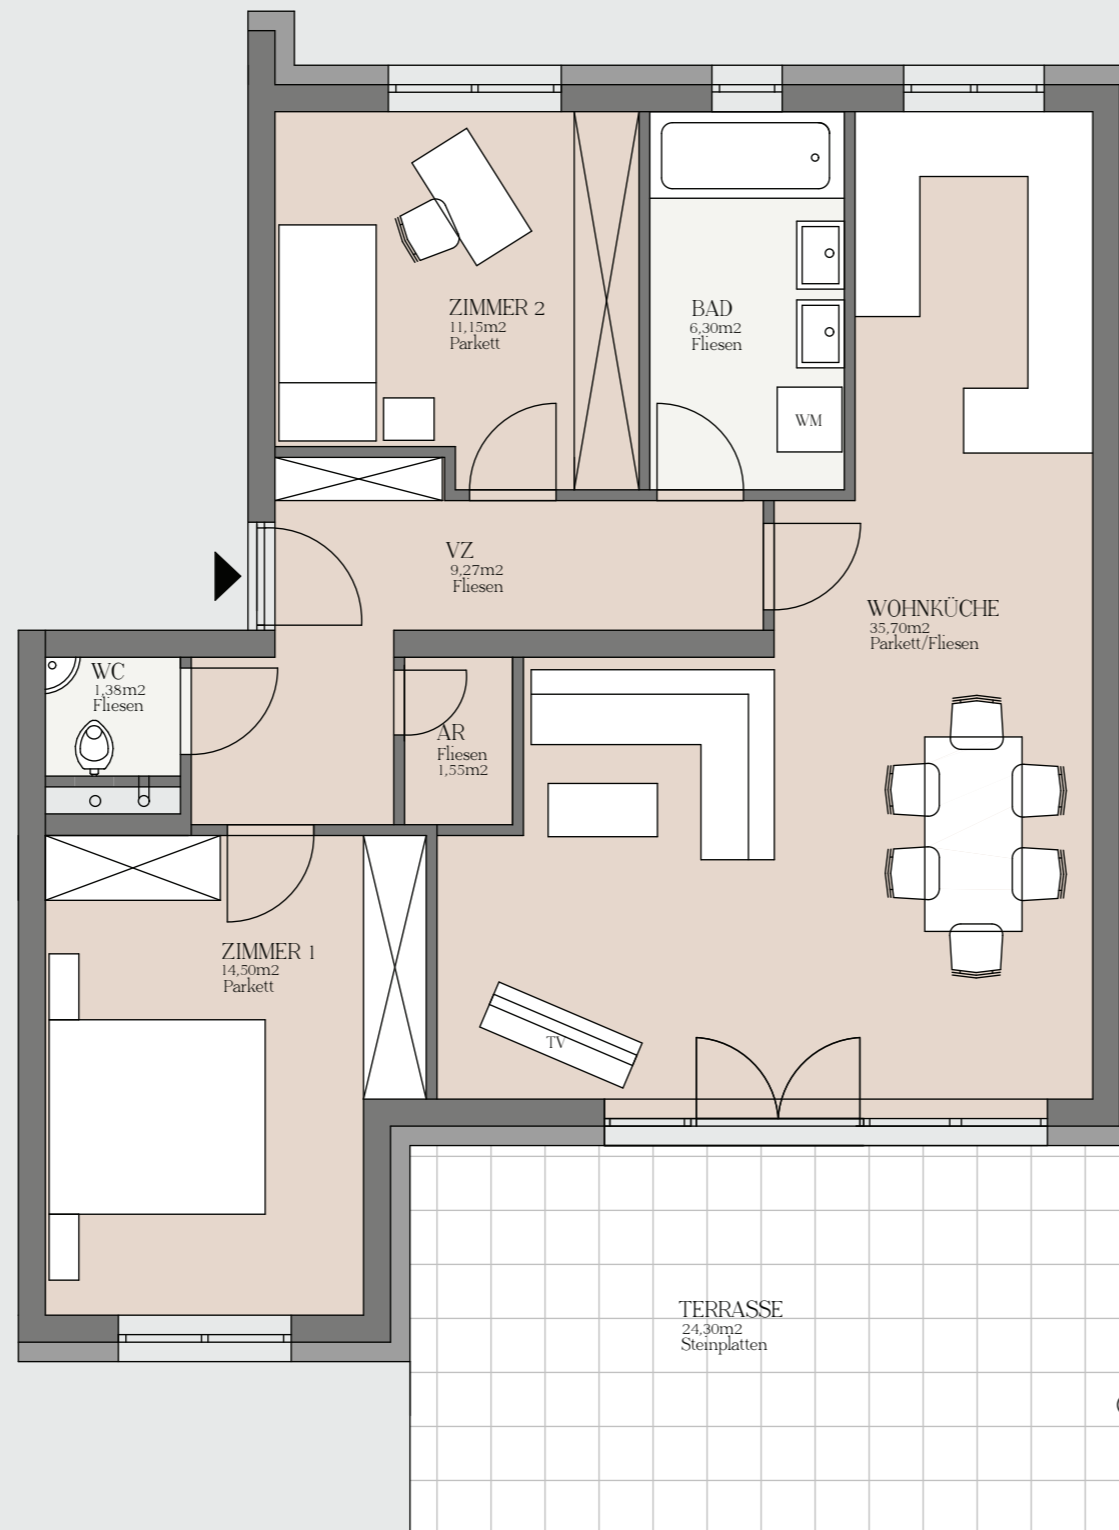 ZIMMER 2
11,15m2
Parkett
BAD
6,30m2
Fliesen
WM
VZ
9,27m2
Fliesen
WOHNKÜCHE
35,70m2
Parkett/Fliesen
WC
1,38m2
Fliesen
AR
Fliesen
1,55m2
ZIMMER 1
14,50m2
Parkett
TV
TERRASSE
24,30m2
Steinplatten